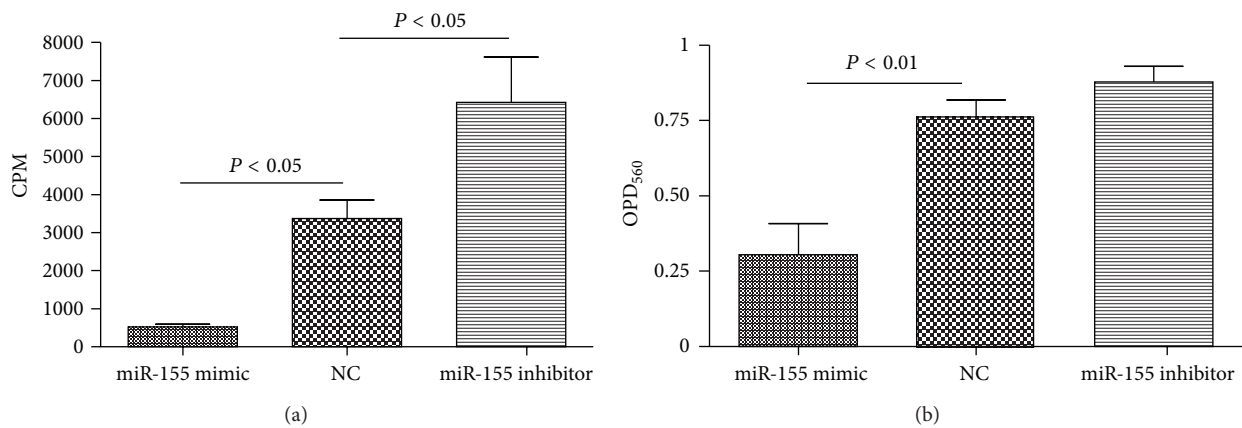 P < 0.05
P < 0.05
CPM
8000
7000
6000
5000
4000
3000
2000
1000
0
miR-155 mimic
NC
miR-155 inhibitor
(a)
P < 0.01
OPD560
1
0.75
0.50
0.25
0
miR-155 mimic
NC
miR-155 inhibitor
(b)